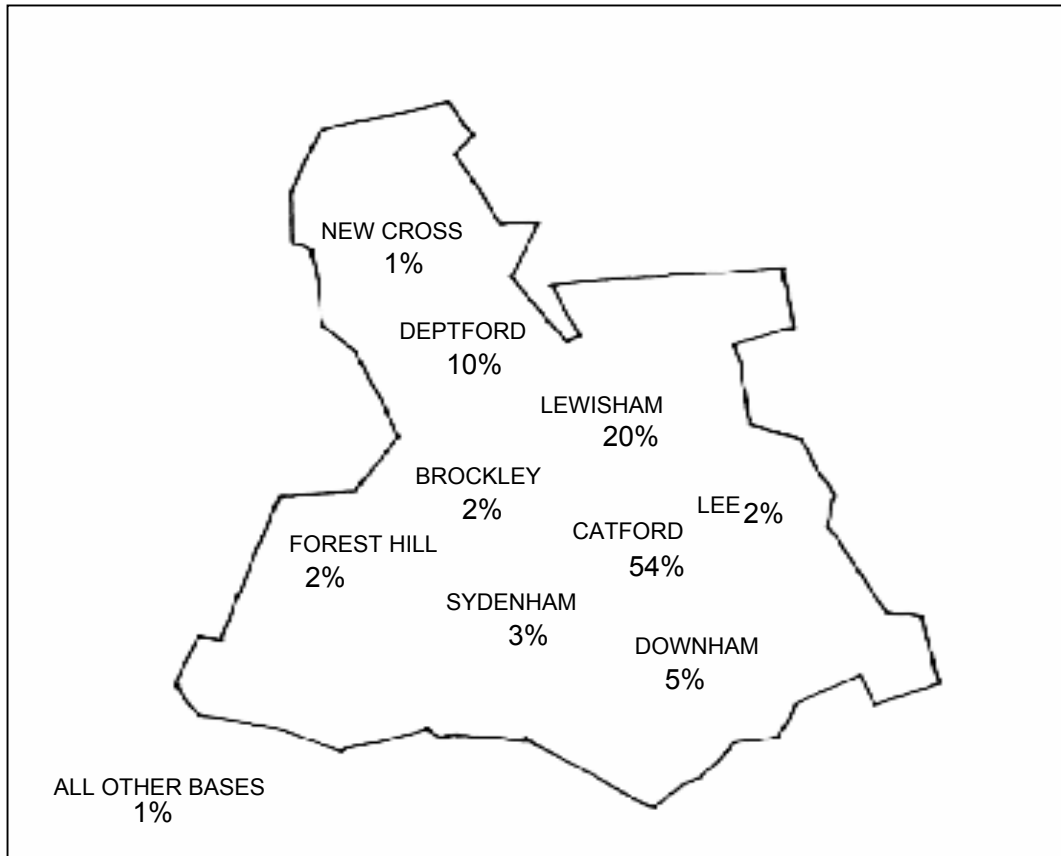 NEW CROSS
1%
DEPTFORD
10%
LEWISHAM
20%
BROCKLEY
2%
LEE 2%
CATFORD
54%
FOREST HILL
2%
SYDENHAM
3%
DOWNHAM
5%
ALL OTHER BASES
1%